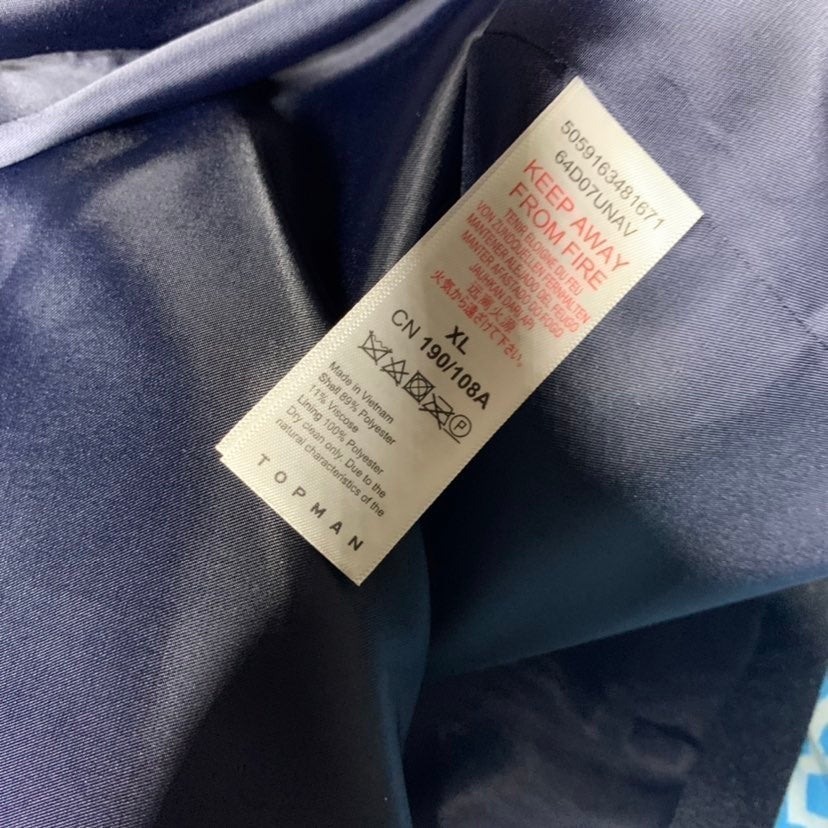 5059163481671
64D07UNAV
KEEP AWAY
FROM FIRE
TENIR ELOIGNE DU FEU
VON ZÜNDQUELLEN FERNHALTEN
MANTENER ALEJADO DEL FUEGO
MANTER AFASTADO DO FOGO
JAUHKAN DARI API
远离火源
火気から遠ざけて下さい。
XL
CN 190/108A
P
Made in Vietnam
Shell 89% Polyester
11% Viscose
Lining 100% Polyester
Dry clean only. Due to the
natural characteristics of the
TOPMAN